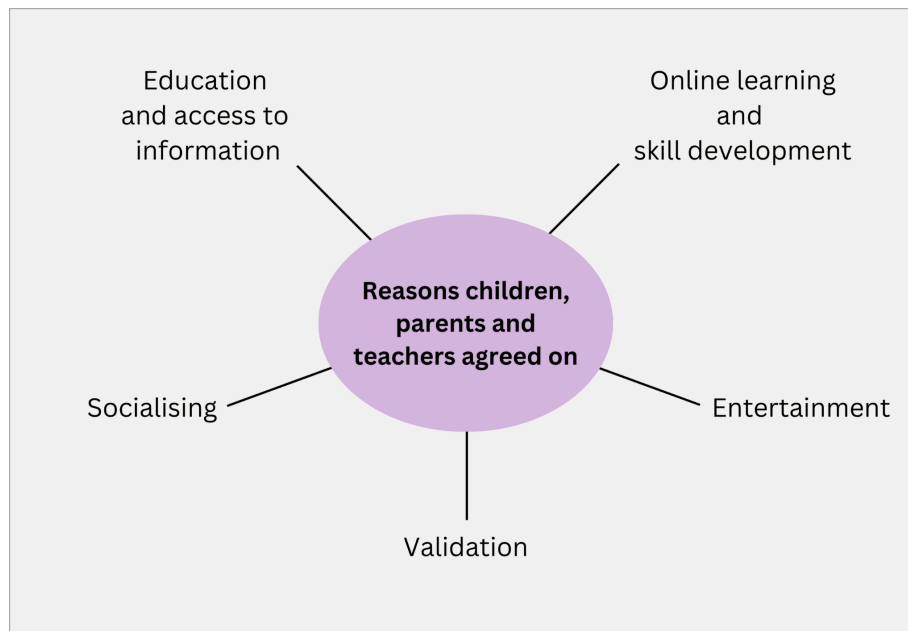 Education
and access to
information
Online learning
and
skill development
Reasons children,
parents and
teachers agreed on
Socialising
Entertainment
Validation